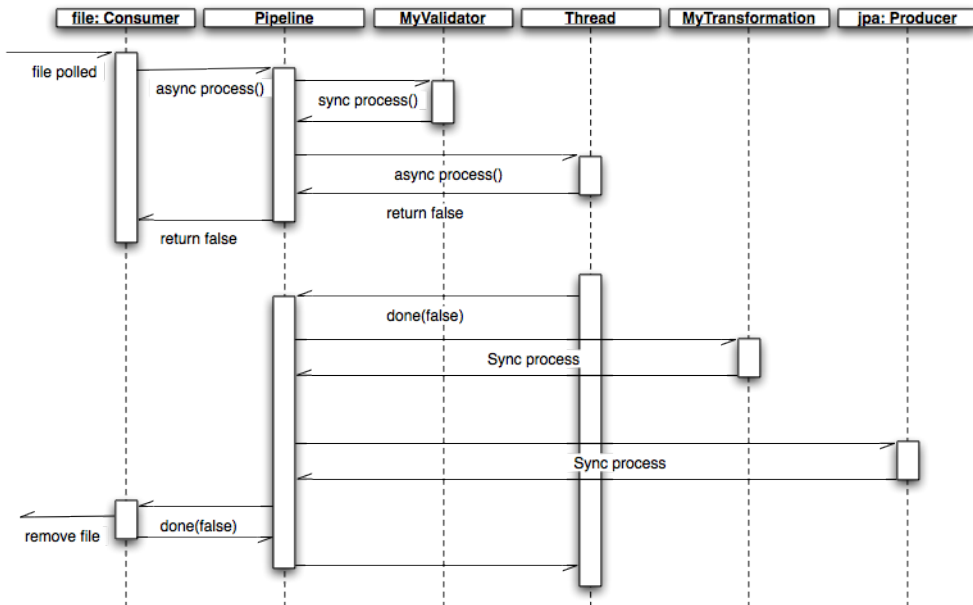 file: Consumer
Pipeline
MyValidator
Thread
MyTransformation
jpa: Producer
file polled
async process()
sync process()
async process()
return false
return false
done(false)
Sync process
Sync process
done(false)
remove file